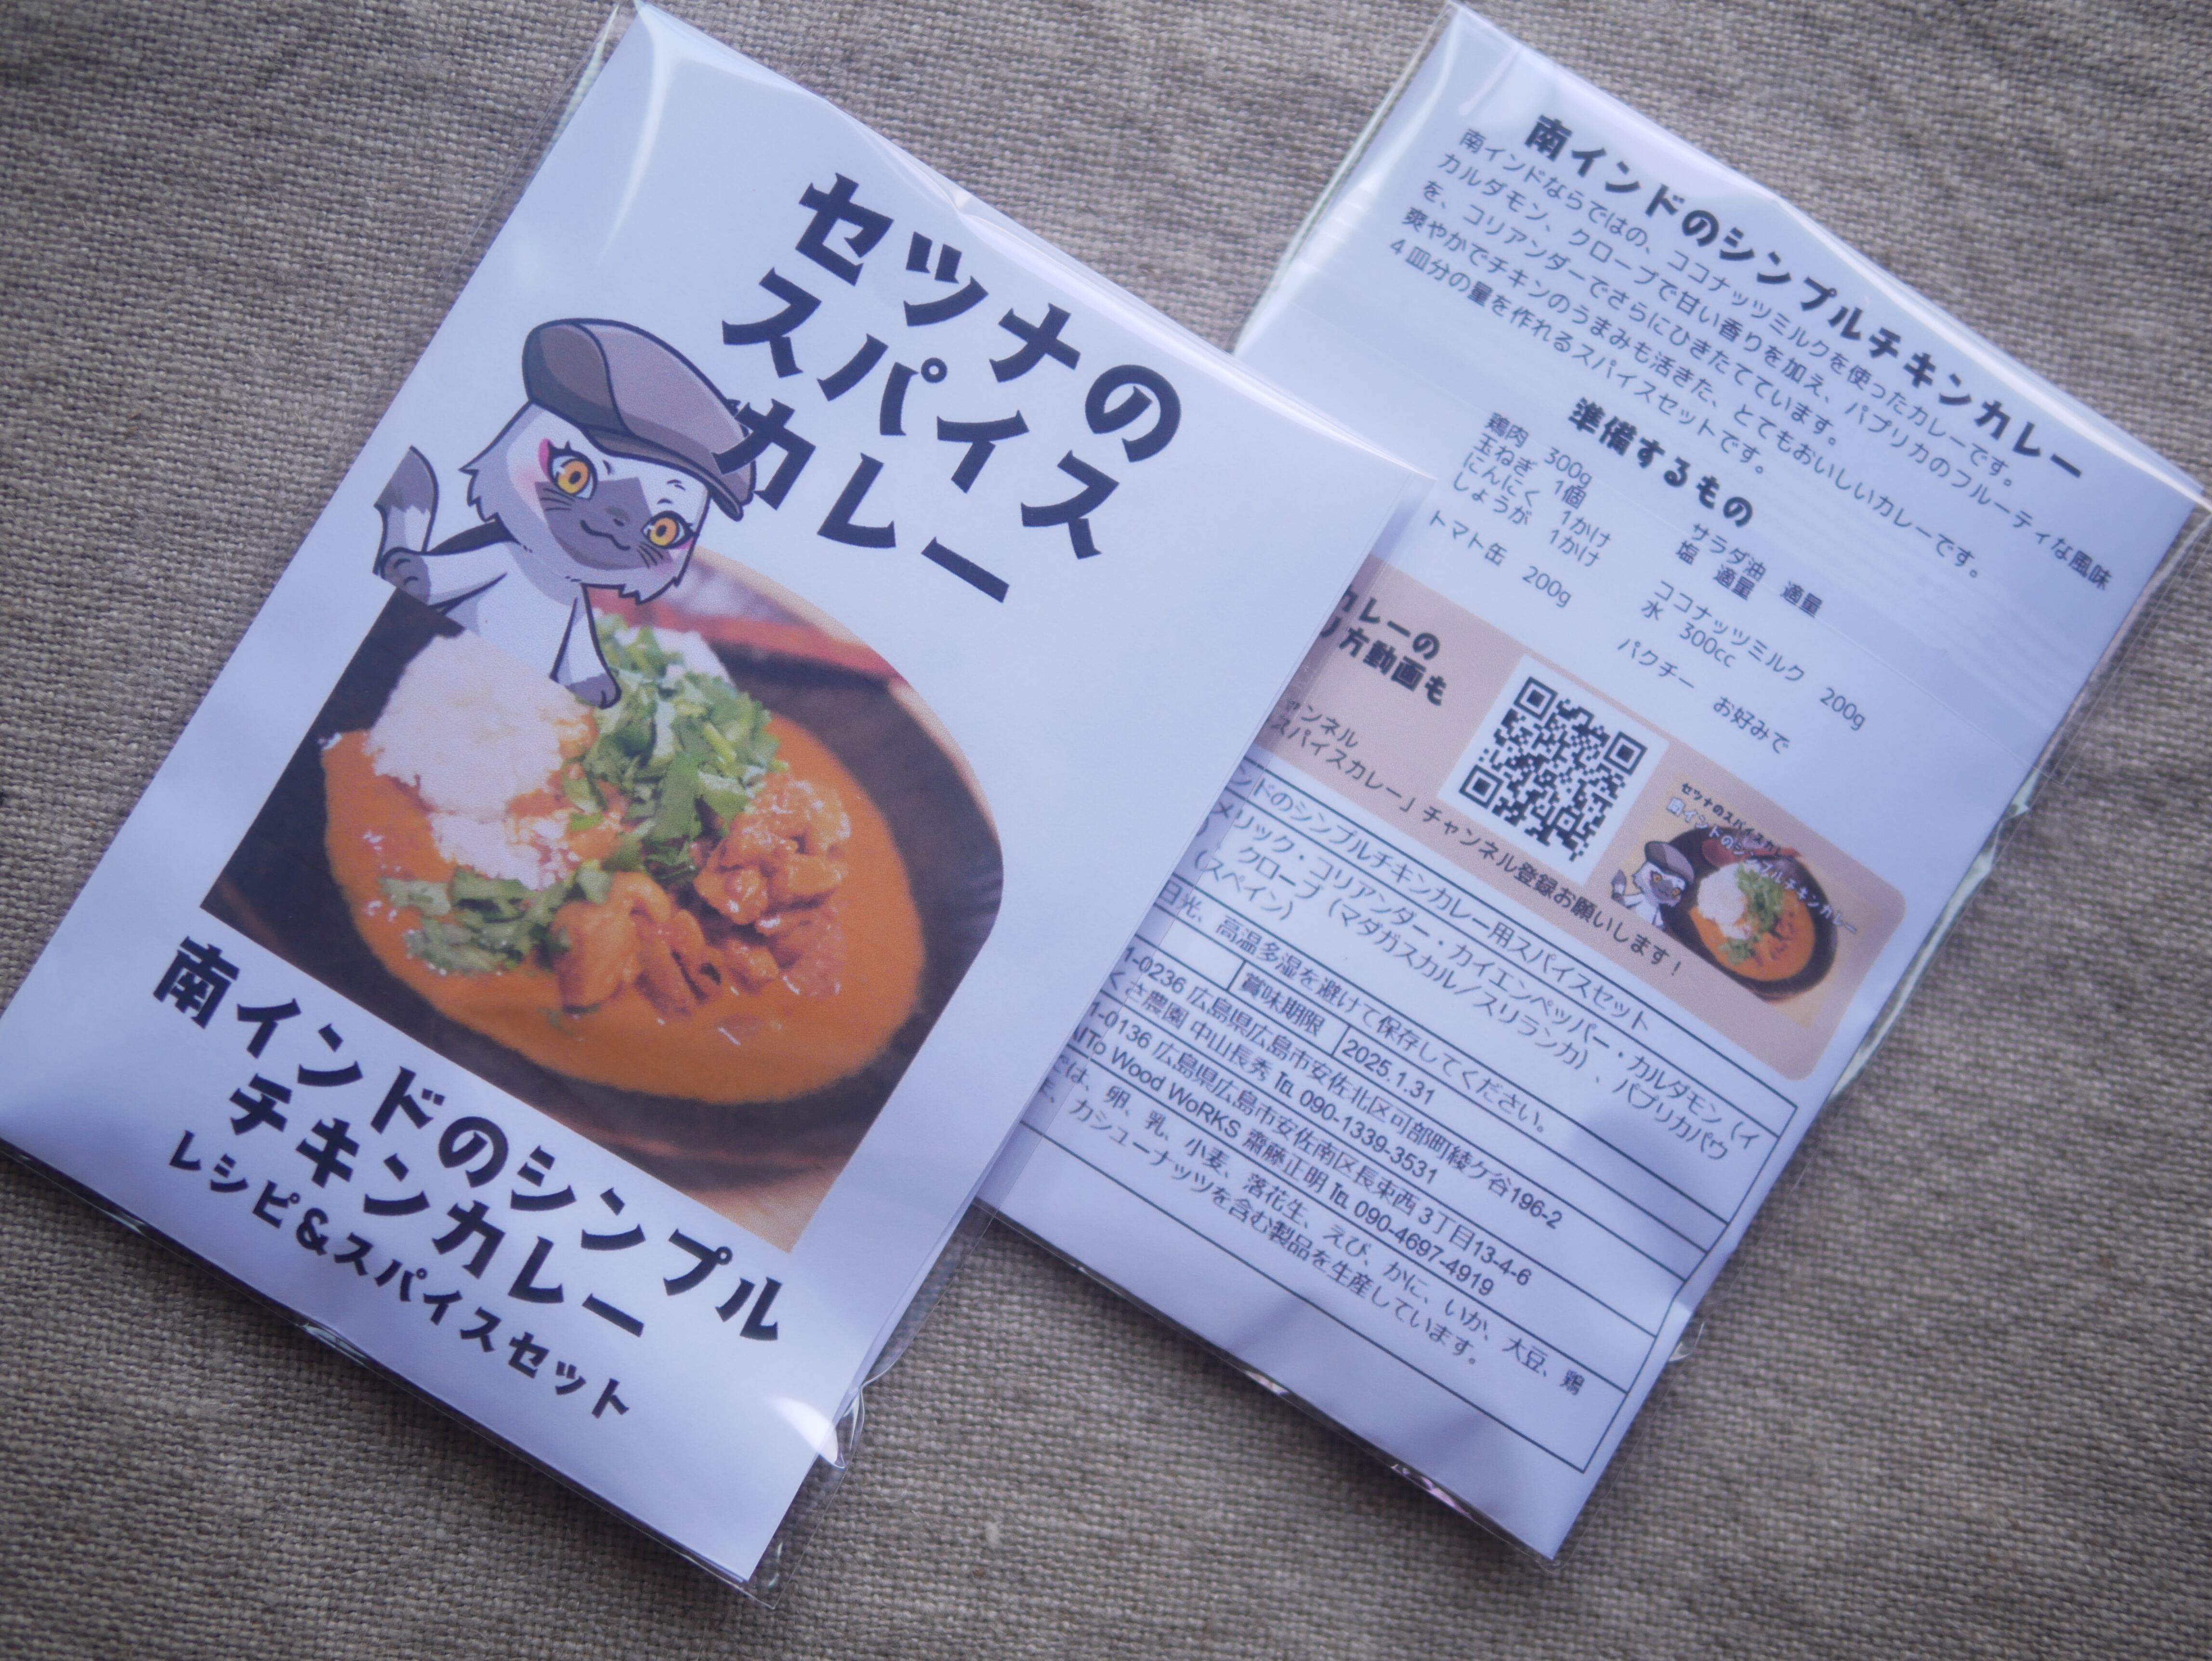 セツナの
スパイス
カレー
南インドのシンプル
チキンカレー
レシピ&スパイスセット
南インドのシンプルチキンカレー
南インドならではの、ココナッツミルクを使ったカレーです。
カルダモン、クローブで甘い香りを加え、パプリカのフルーティな風味
を、コリアンダーでさらにひきたてています。
爽やかでチキンのうまみも活きた、とてもおいしいカレーです。
4皿分の量を作れるスパイスセットです。
準備するもの
鶏肉 300g
玉ねぎ 1個
にんにく 1かけ
しょうが 1かけ
トマト缶 200g
サラダ油 適量
塩 適量
ココナッツミルク 200g
水 300cc
パクチー お好みで
カレーの
り方動画も
ャンネル
スパイスカレー」チャンネル登録お願いします!
セツナのスパイスカレー
南インドのシンプルチキンカレー
ンドのシンプルチキンカレー用スパイスセット
メリック・コリアンダー・カイエンペッパー・カルダモン(イ
クローブ(マダガスカル/スリランカ)、パプリカパウ
(スペイン)
日光、高温多湿を避けて保存してください。
賞味期限 2025.1.31
1-0236 広島県広島市安佐北区可部町綾ケ谷196-2
くさ農園 中山長秀 ℡ 090-1339-3531
1-0136 広島県広島市安佐南区長束西3丁目13-4-6
AITo Wood WoRKS 齋藤正明 ℡ 090-4697-4919
では、卵、乳、小麦、落花生、えび、かに、いか、大豆、鶏
カシューナッツを含む製品を生産しています。